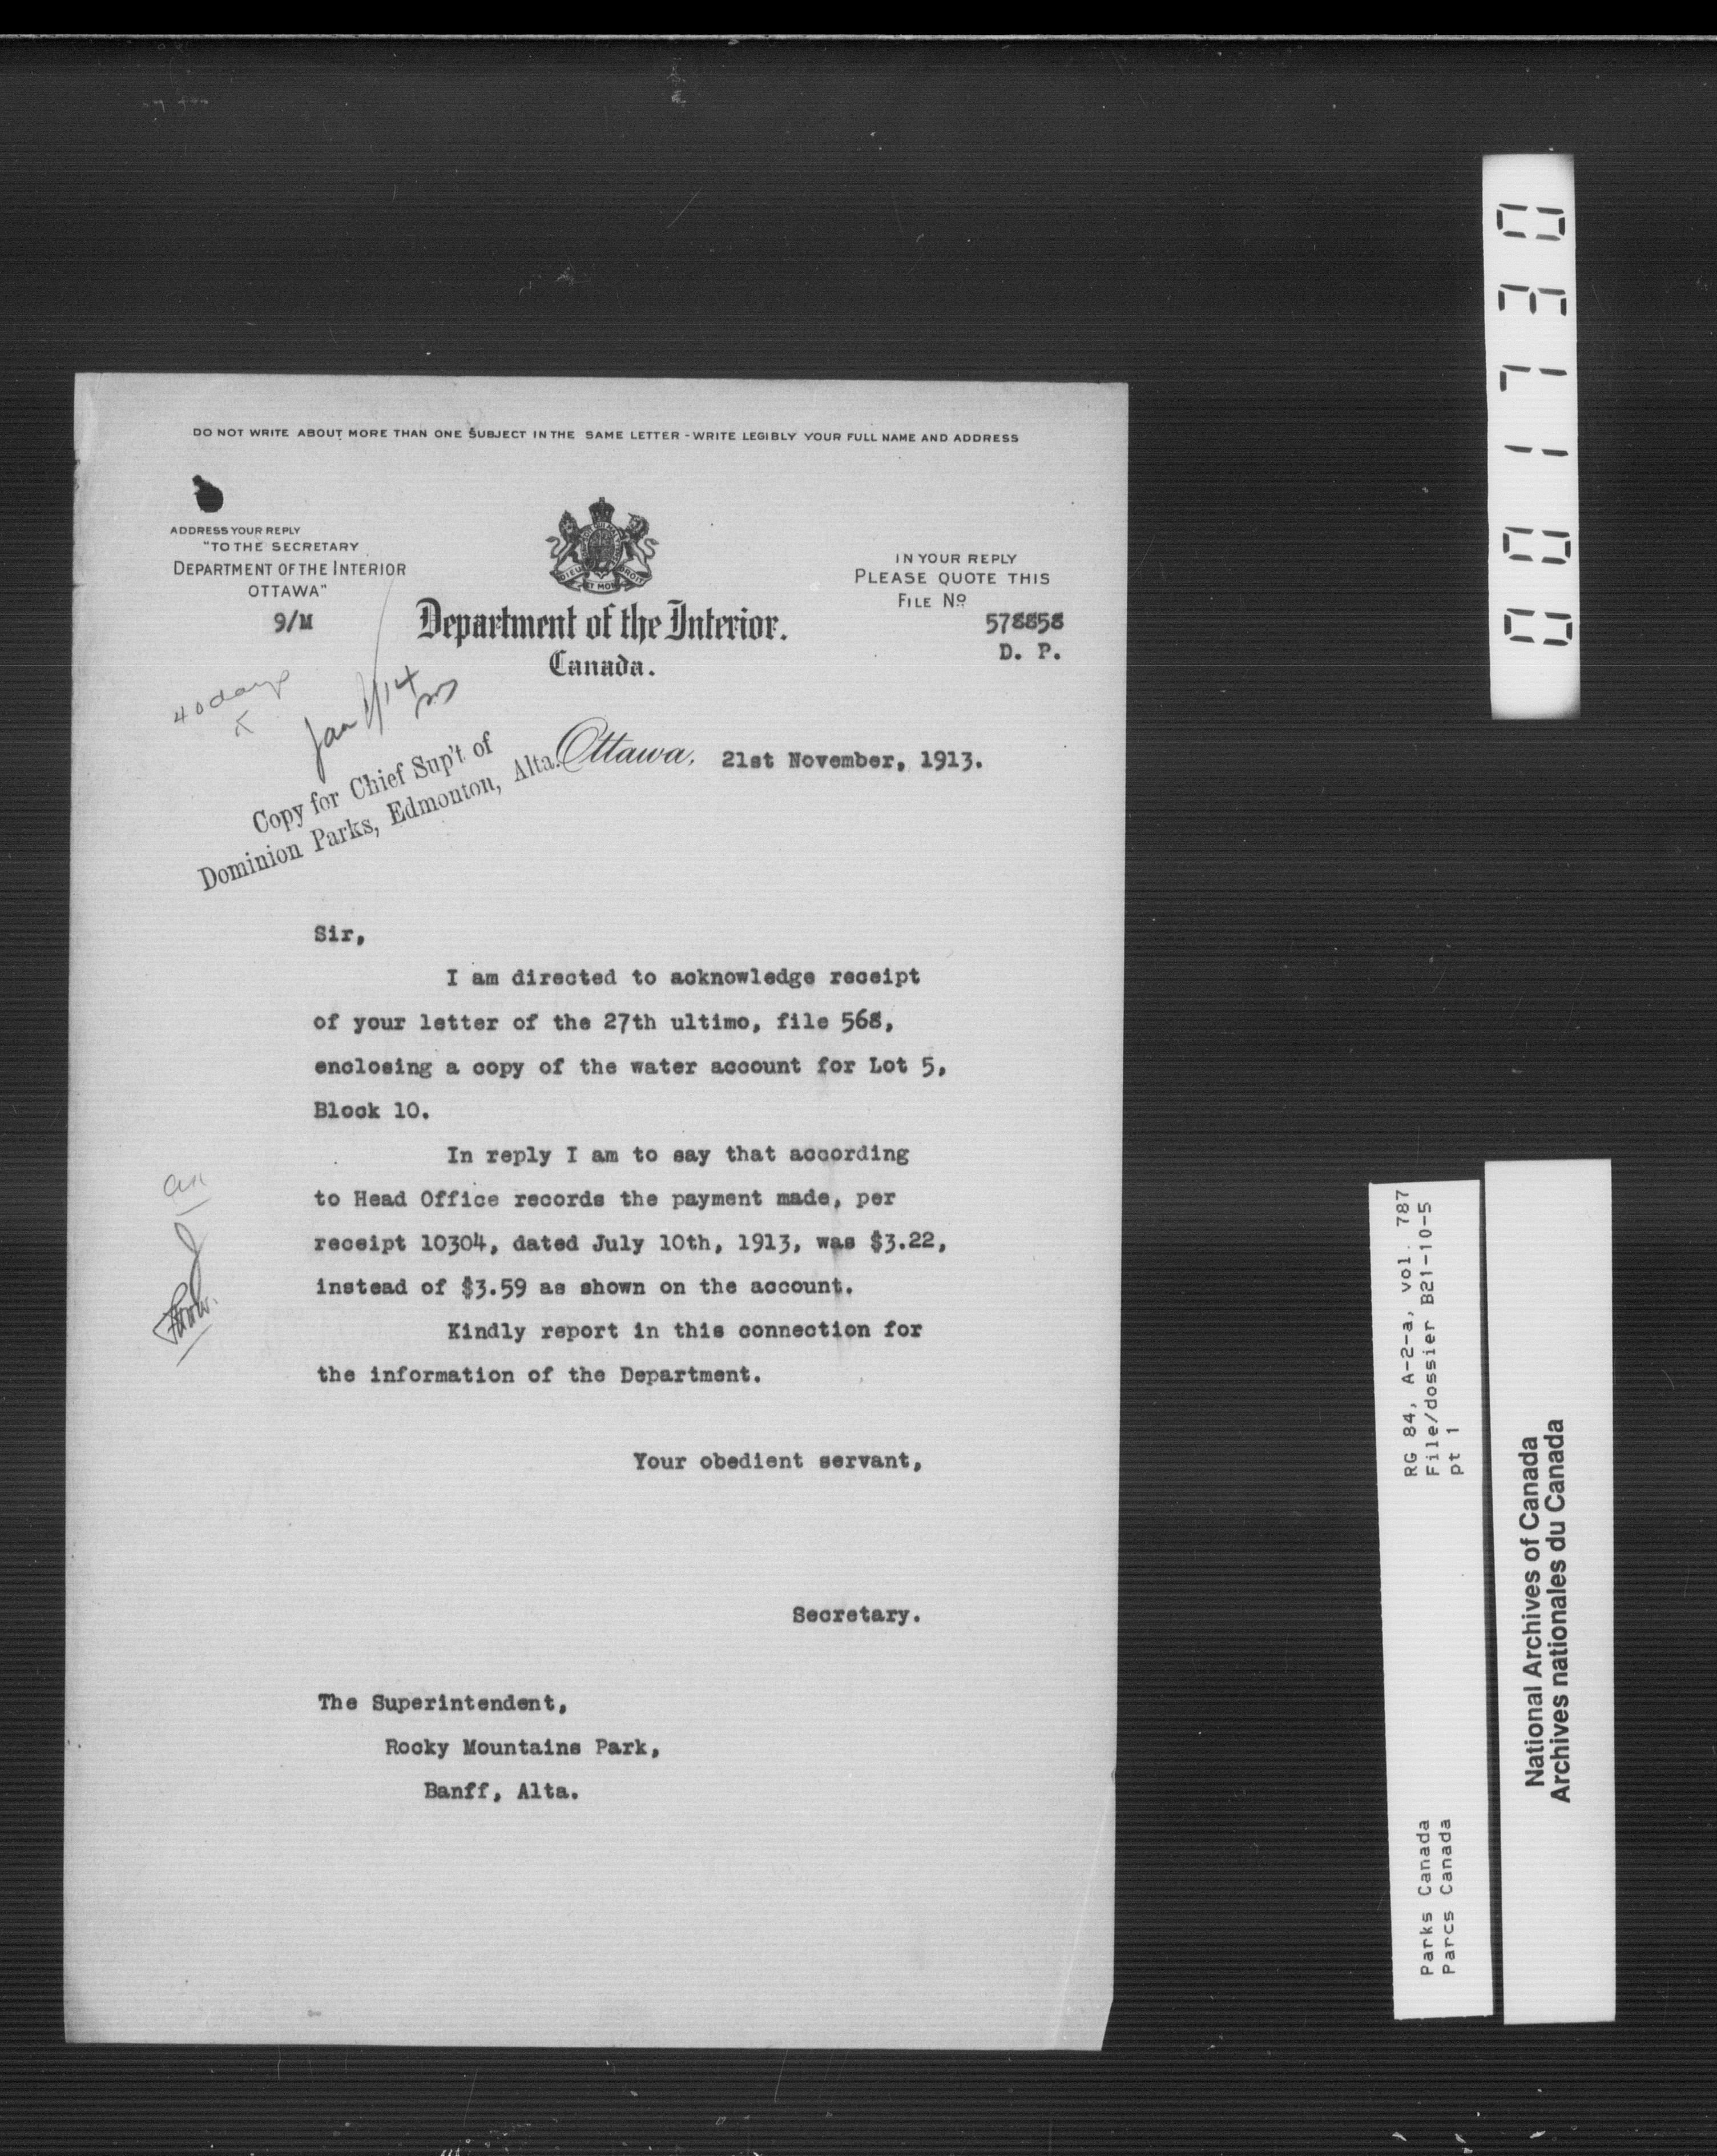 DO NOT WRITE ABOUT MORE THAN ONE SUBJECT IN THE SAME LETTER - WRITE LEGIBLY YOUR FULL NAME AND ADDRESS
ADDRESS YOUR REPLY
"TO THE SECRETARY
DEPARTMENT OF THE INTERIOR
OTTAWA"
9/M
IN YOUR REPLY
PLEASE QUOTE THIS
FILE No
578858
D. P.
DIEU ET MON DROIT
Department of the Interior.
Canada.
40 days
Jan 1/14
Copy for Chief Sup't of
Dominion Parks, Edmonton, Alta.
Ottawa, 21st November, 1913.
Sir,
I am directed to acknowledge receipt
of your letter of the 27th ultimo, file 568,
enclosing a copy of the water account for Lot 5,
Block 10.
In reply I am to say that according
to Head Office records the payment made, per
receipt 10304, dated July 10th, 1913, was $3.22,
instead of $3.59 as shown on the account.
Kindly report in this connection for
the information of the Department.
Your obedient servant,
Secretary.
The Superintendent,
Rocky Mountains Park,
Banff, Alta.
001730
RG 84, A-2-a, vol. 787
File/dossier B21-10-5
pt 1
Parks Canada
Parcs Canada
National Archives of Canada
Archives nationales du Canada